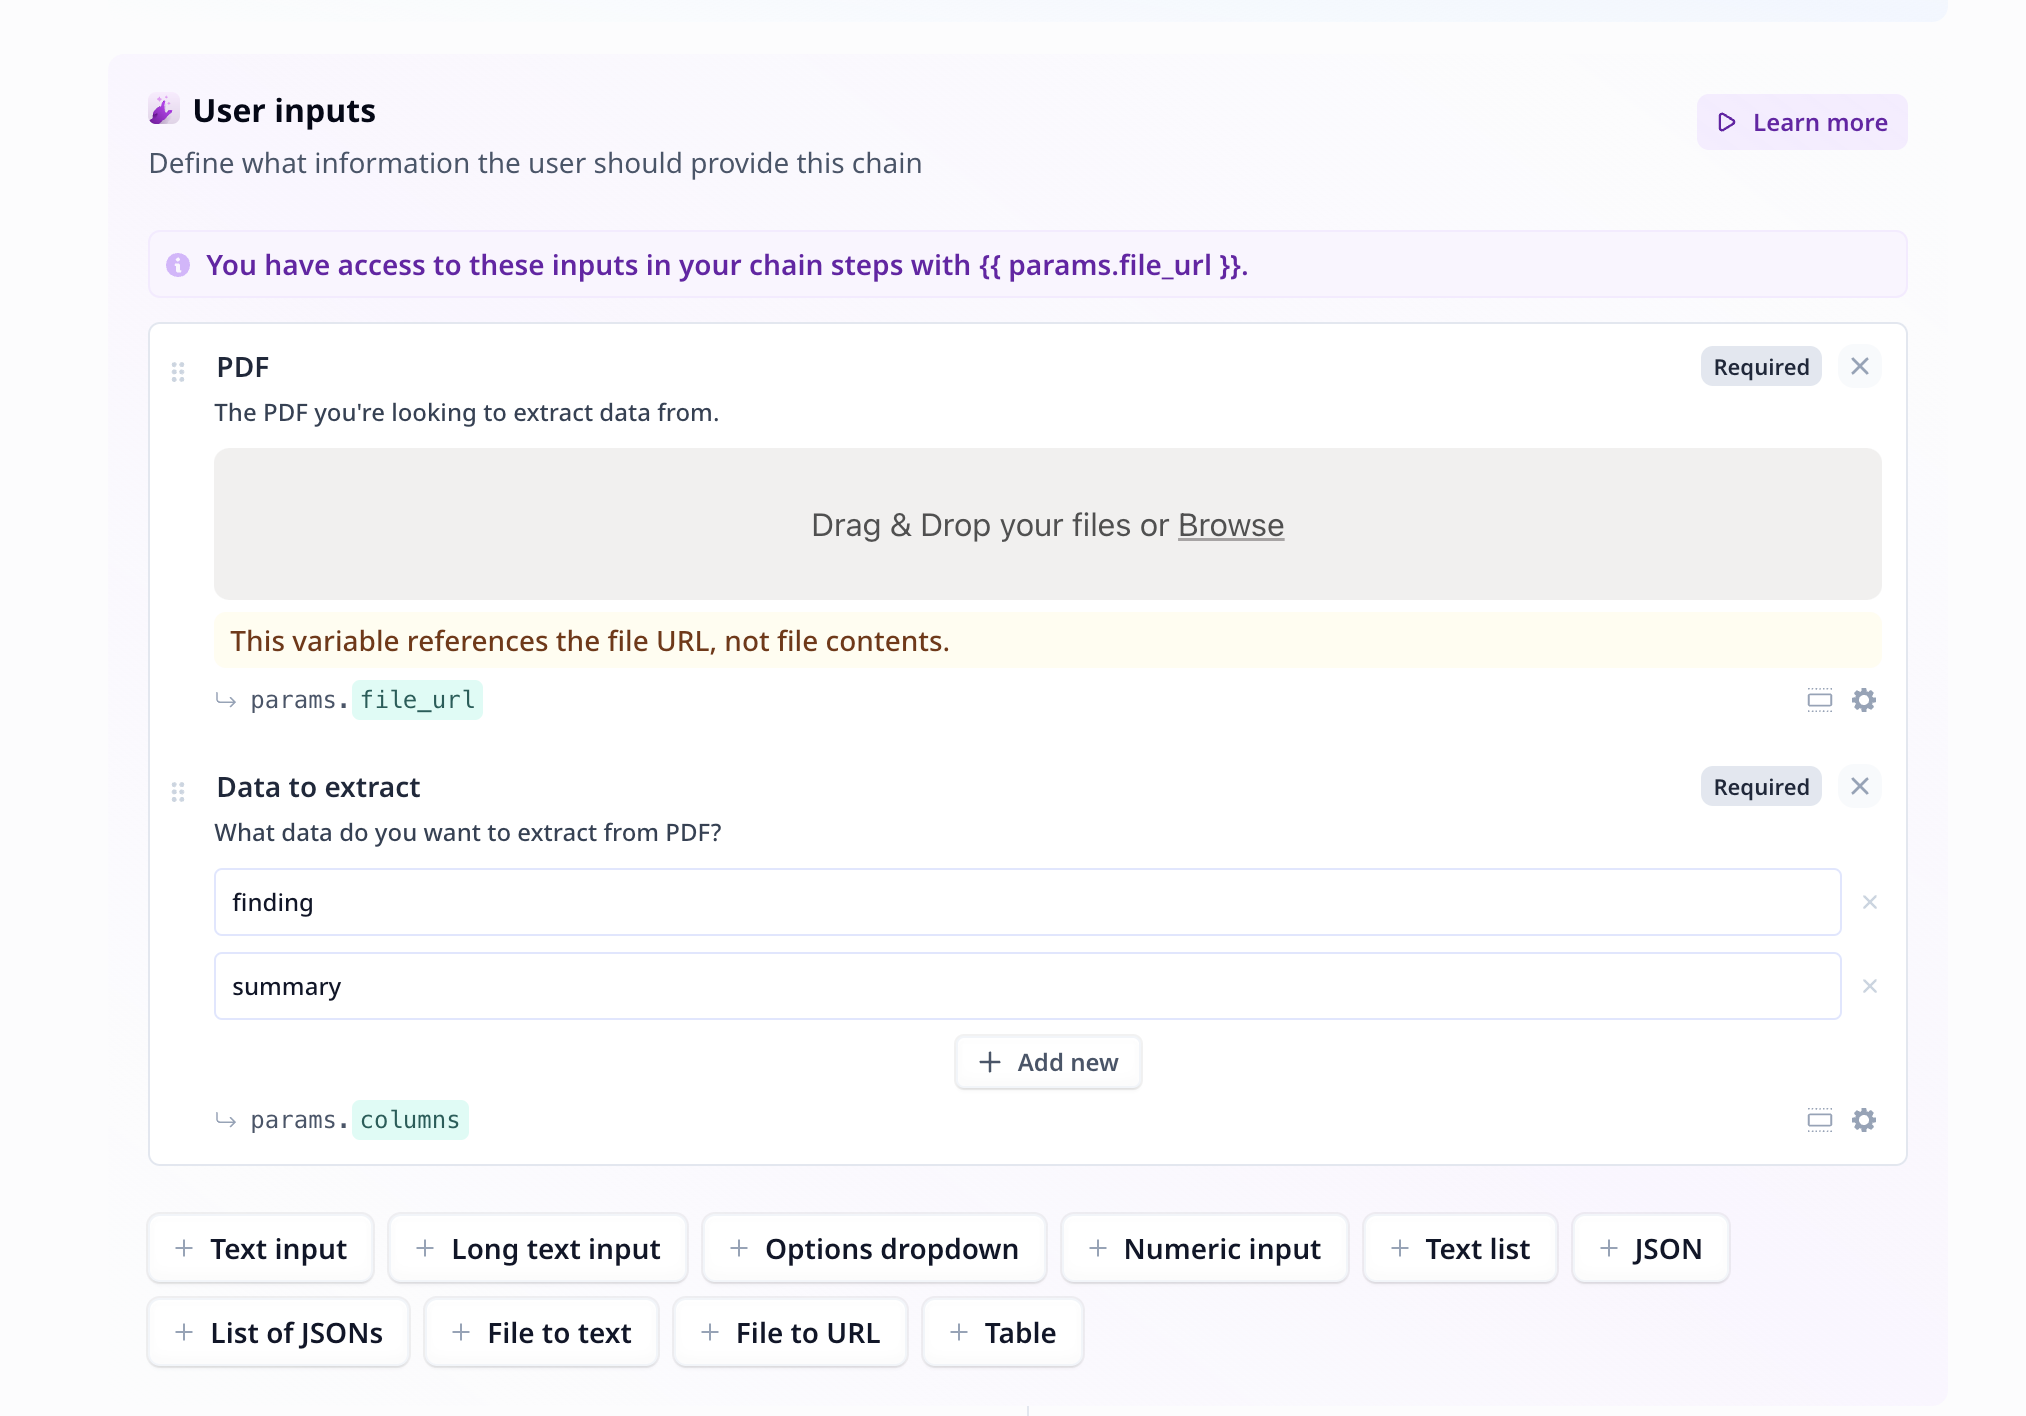 User inputs
Learn more
Define what information the user should provide this chain
You have access to these inputs in your chain steps with {{ params.file_url }}.
PDF
Required
The PDF you're looking to extract data from.
Drag & Drop your files or Browse
This variable references the file URL, not file contents.
params.file_url
Data to extract
Required
What data do you want to extract from PDF?
finding
summary
Add new
params.columns
Text input
Long text input
Options dropdown
Numeric input
Text list
JSON
List of JSONs
File to text
File to URL
Table